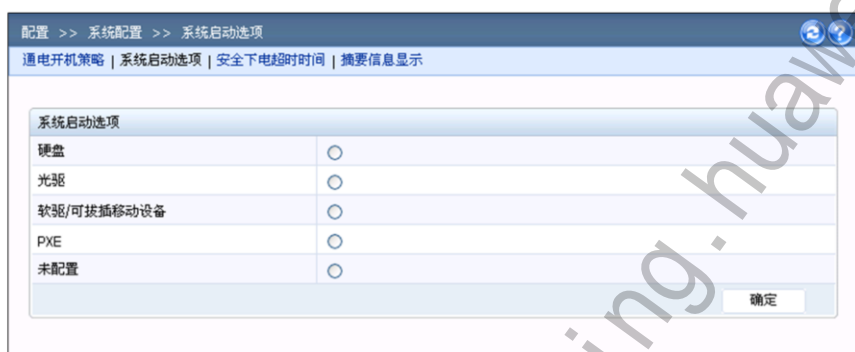 配置 >> 系统配置 >> 系统启动选项
通电开机策略 | 系统启动选项 | 安全下电超时时间 | 摘要信息显示
系统启动选项
硬盘
光驱
软驱/可拔插移动设备
PXE
未配置
确定
ing.huaw